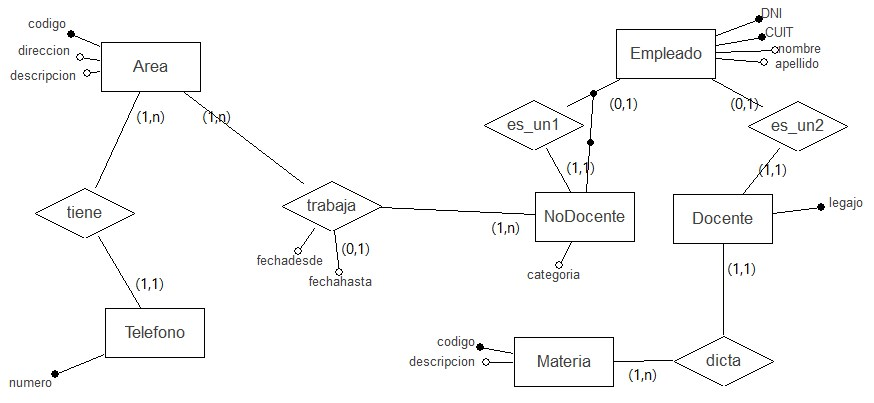 codigo
direccion
descripcion
Area
(1,n)
(1,n)
tiene
(1,1)
Telefono
numero
trabaja
fechadesde
(0,1)
fechahasta
(1,n)
Empleado
DNI
CUIT
nombre
apellido
(0,1)
(0,1)
es_un1
es_un2
(1,1)
(1,1)
NoDocente
categoria
Docente
legajo
(1,1)
dicta
(1,n)
Materia
codigo
descripcion